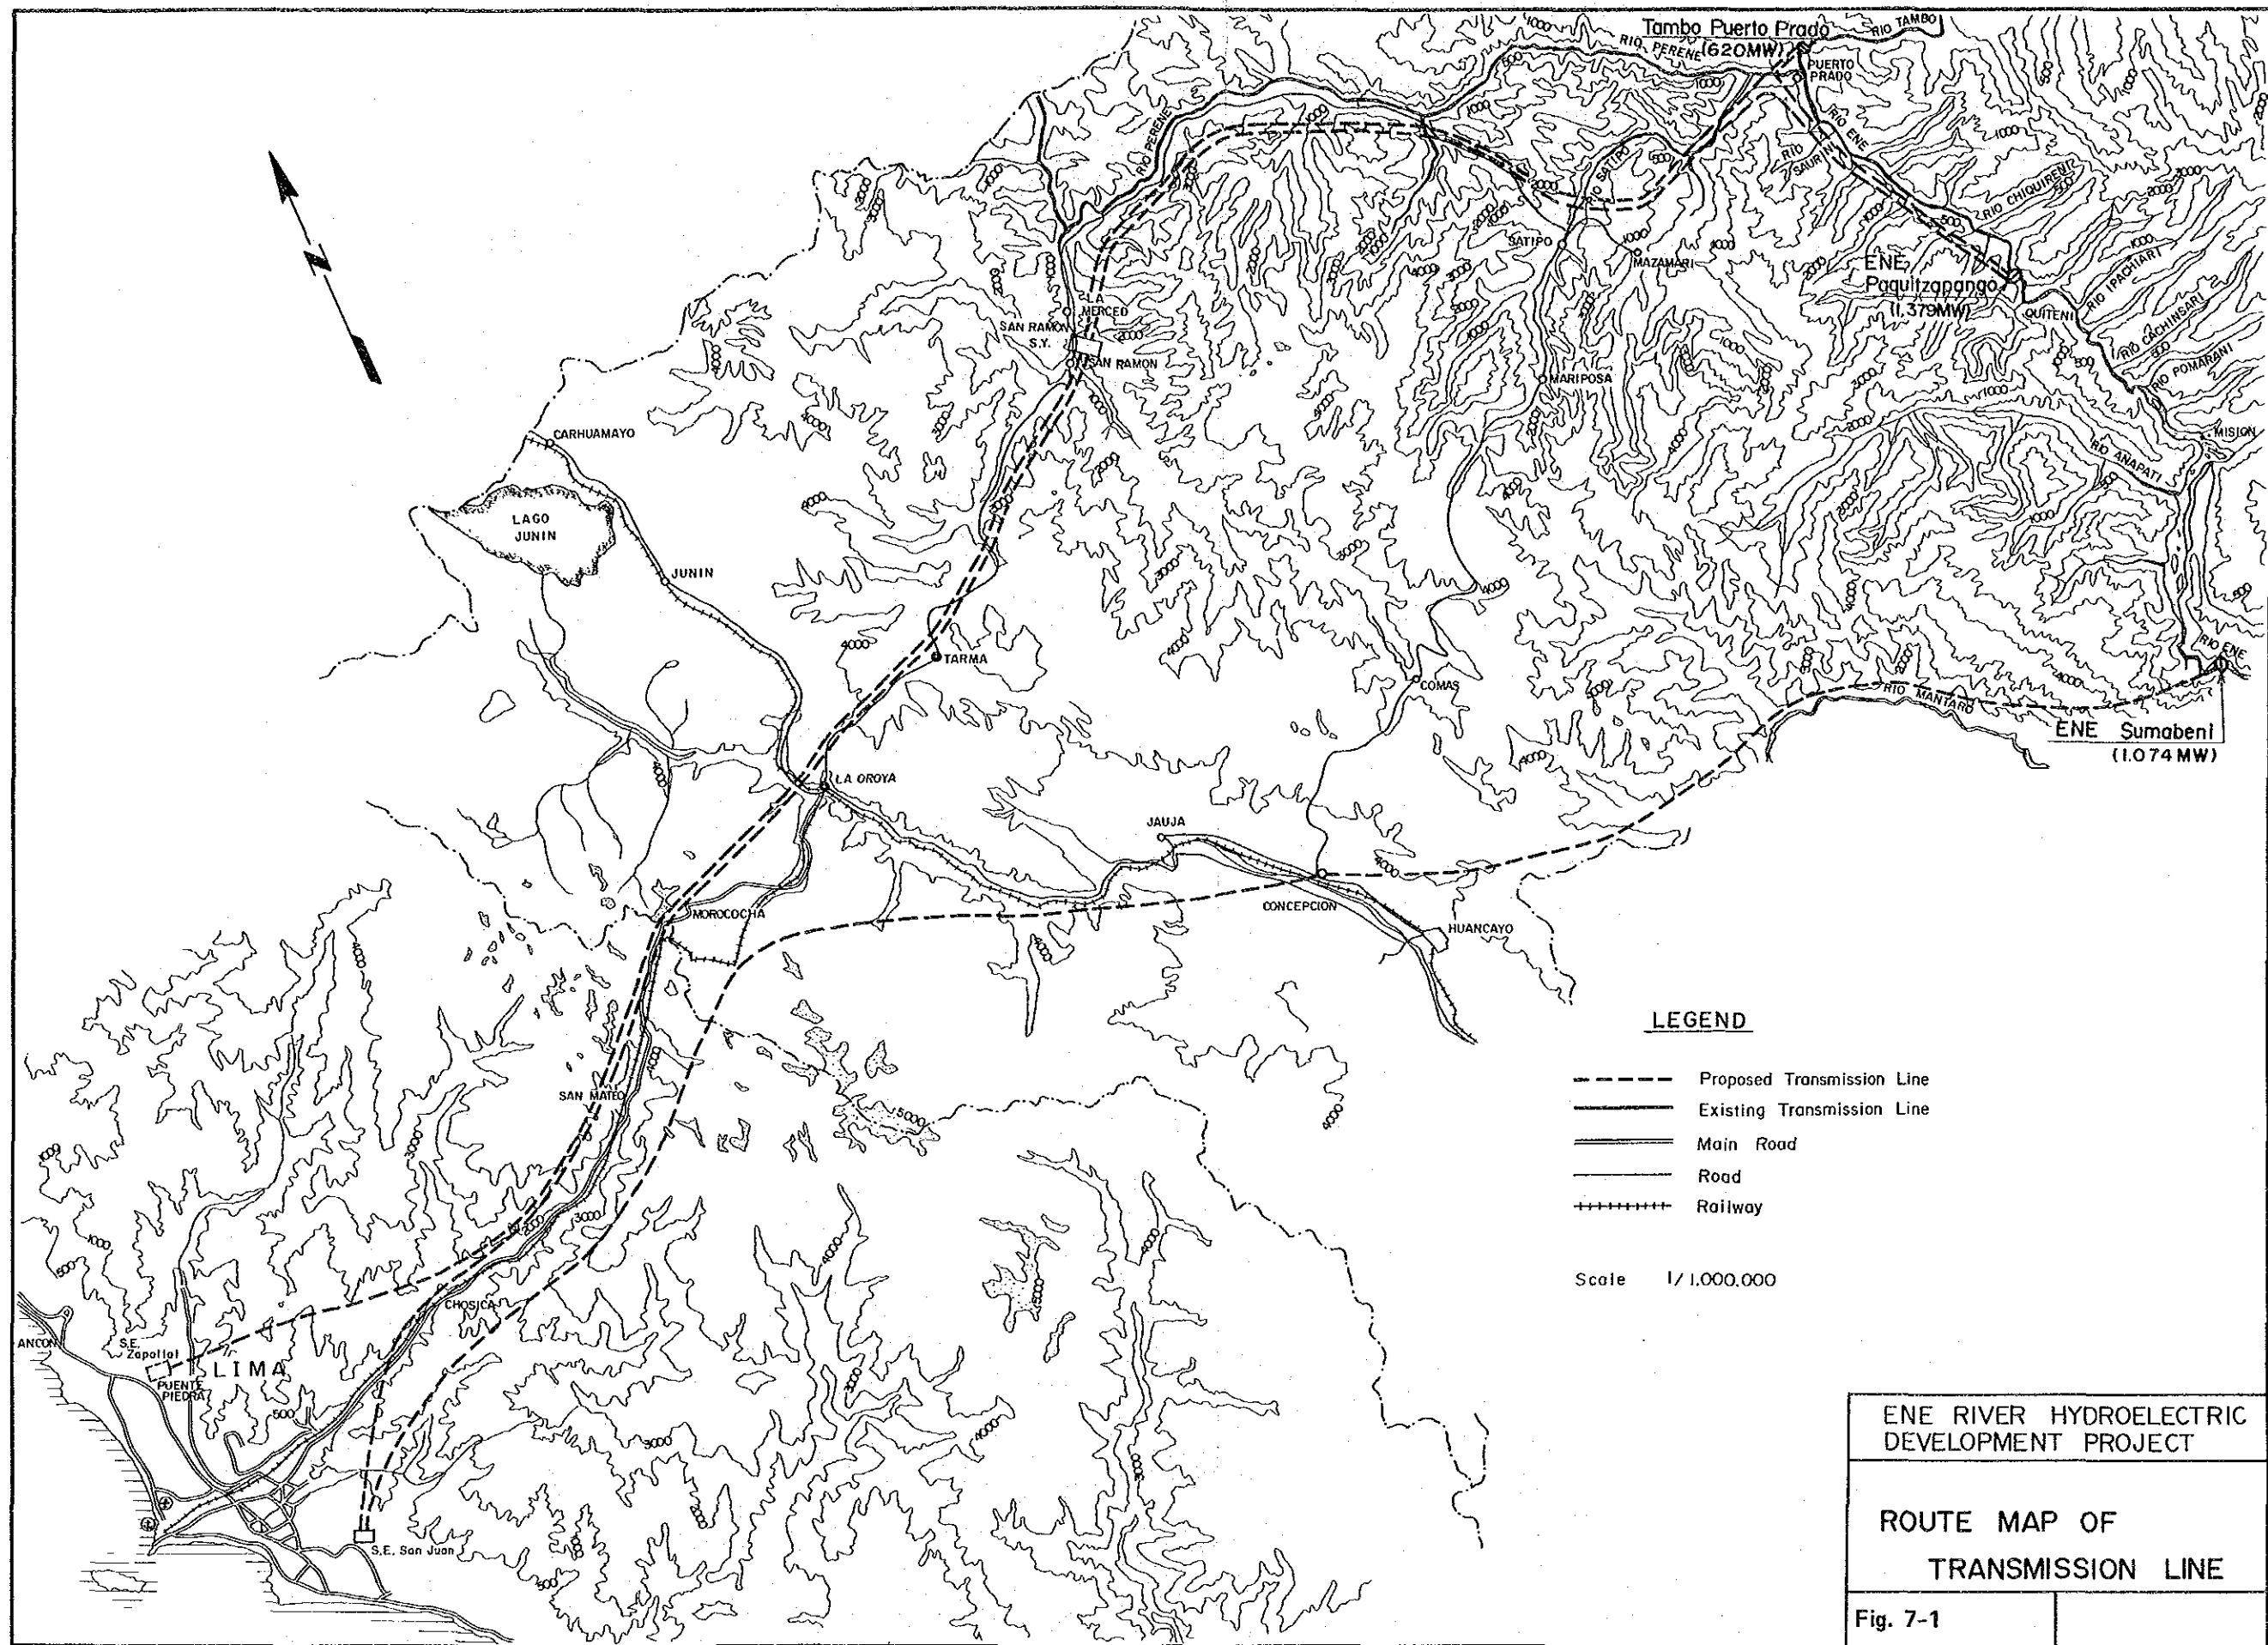 Tambo Puerto Prado
(620MW)
RIO TAMBO
RIO PERENE
PUERTO
PRADO
RIO ENE
RIO
SAURINI
RIO CHIQUIRENI
RIO PERENE
RIO SATIPO
SATIPO
MAZAMARI
ENE
Paquitzapango
(1,379MW)
QUITENI
RIO IPACHIARI
RIO CACHINSARI
RIO POMARANI
MISION
RIO ANAPATI
RIO ENE
RIO MANTARO
ENE Sumabeni
(1.074MW)
N
LA
MERCED
SAN RAMON
S.Y.
SAN RAMON
MARIPOSA
CARHUAMAYO
LAGO
JUNIN
JUNIN
TARMA
COMAS
LA OROYA
JAUJA
CONCEPCION
HUANCAYO
MOROCOCHA
SAN MATEO
CHOSICA
ANCON
S.E.
Zapallal
LIMA
PUENTE
PIEDRA
S.E. San Juan
LEGEND
Proposed Transmission Line
Existing Transmission Line
Main Road
Road
Railway
Scale 1/1,000,000
ENE RIVER HYDROELECTRIC
DEVELOPMENT PROJECT
ROUTE MAP OF
TRANSMISSION LINE
Fig. 7-1